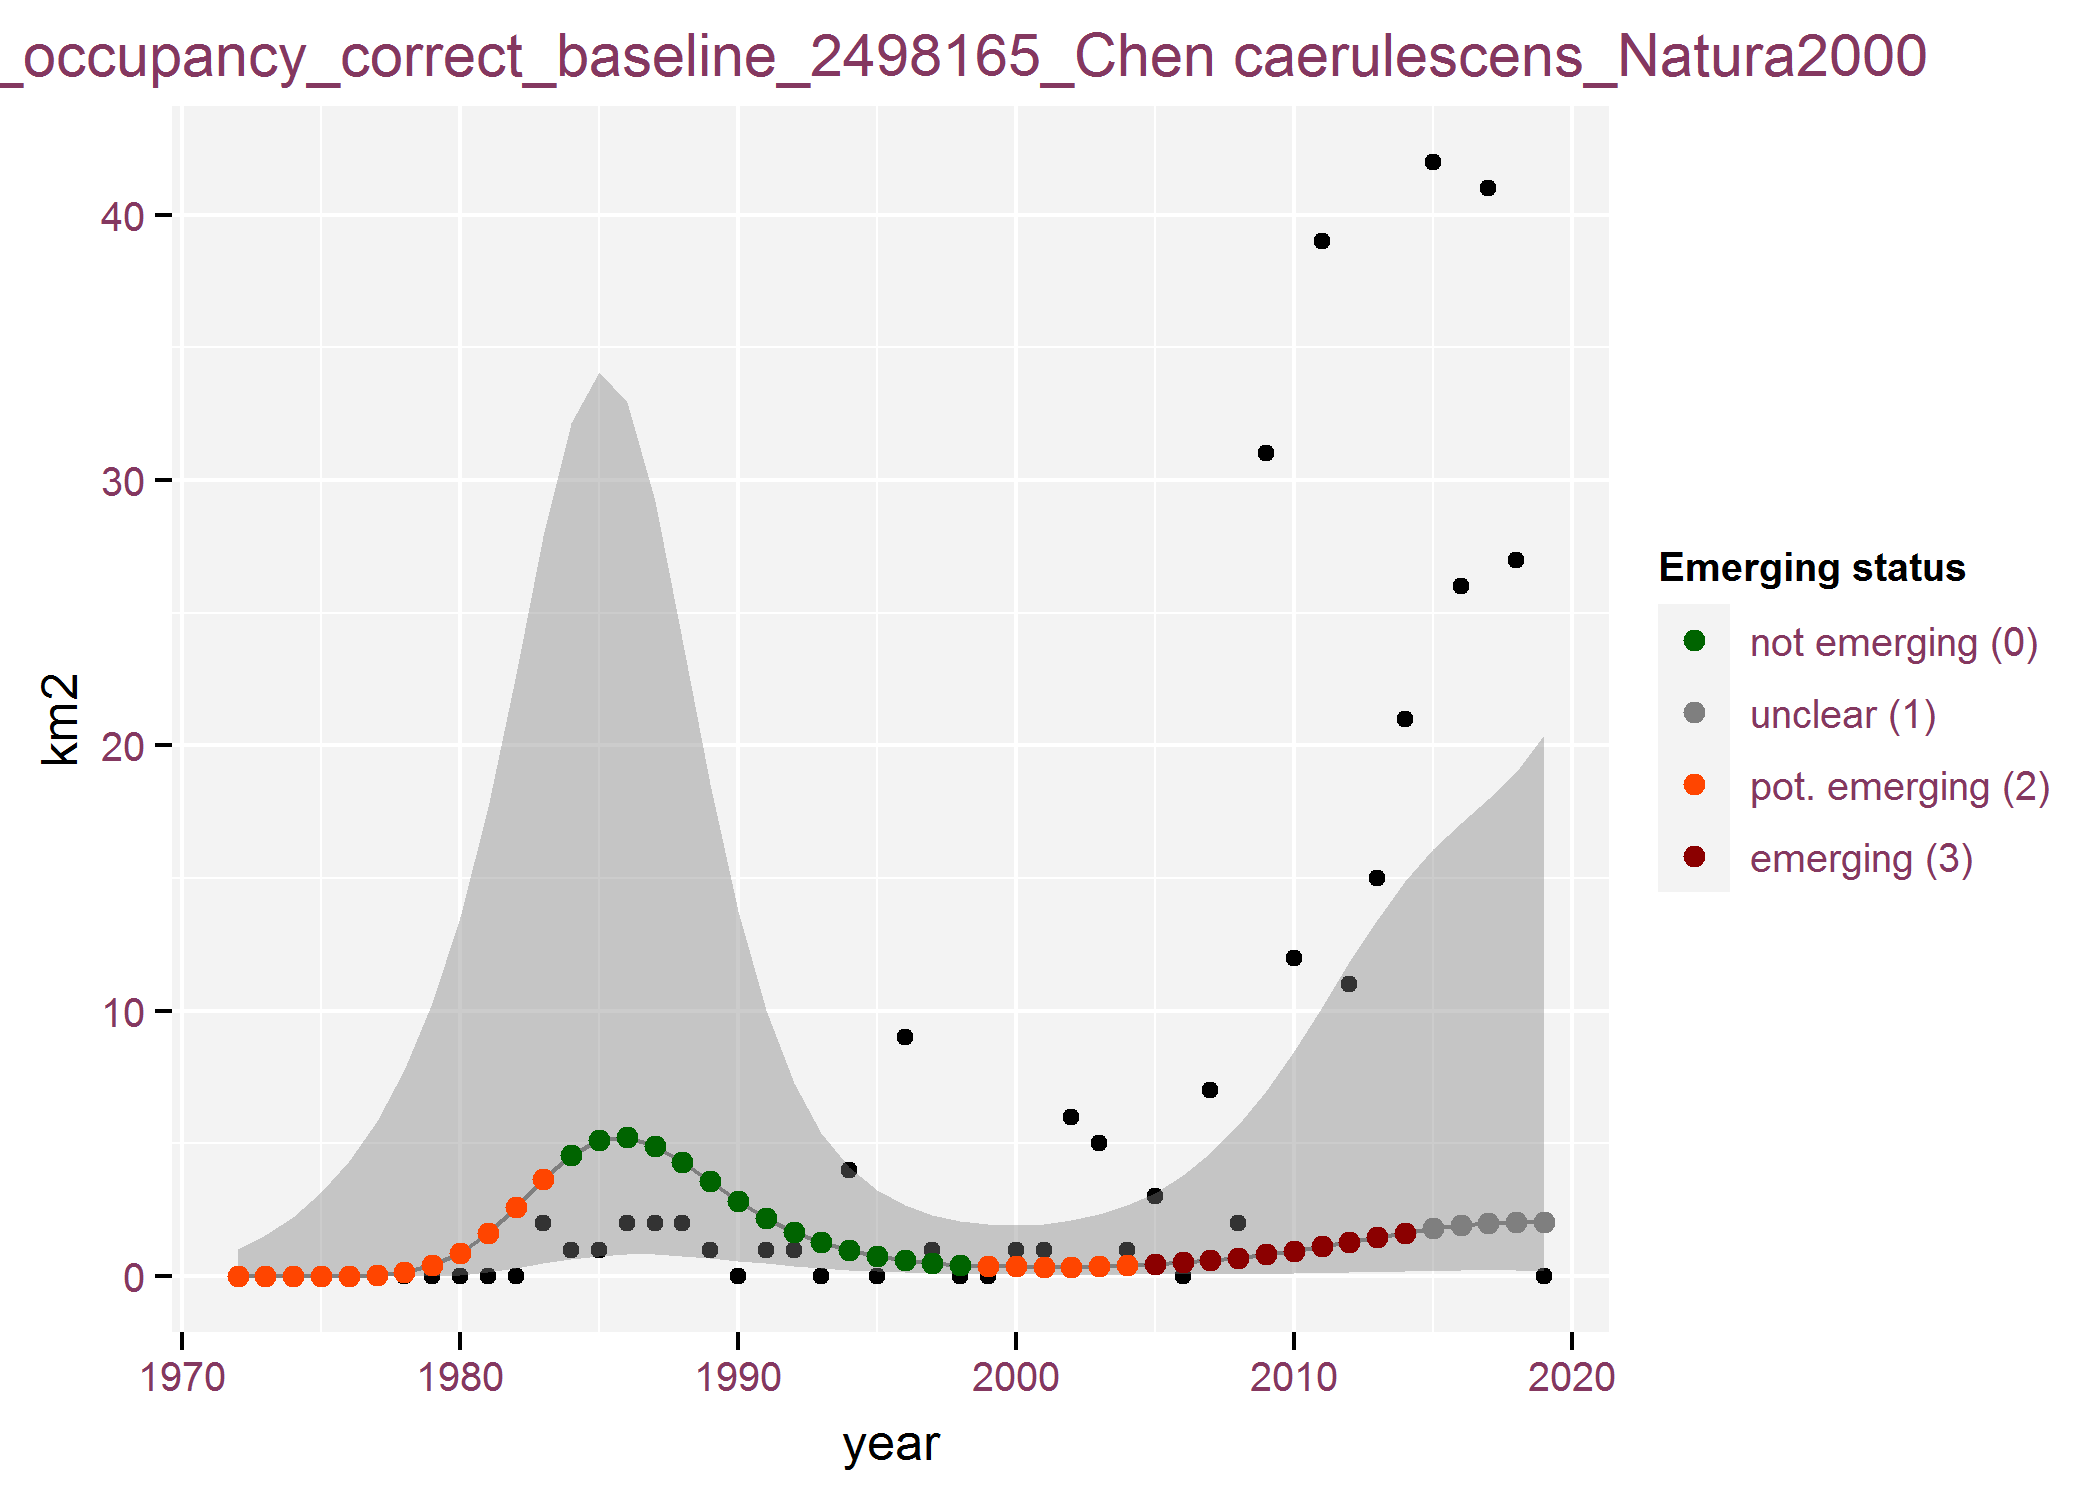 _occupancy_correct_baseline_2498165_Chen caerulescens_Natura2000
40
30
20
10
0
km2
1970 1980 1990 2000 2010 2020
year
Emerging status
not emerging (0)
unclear (1)
pot. emerging (2)
emerging (3)